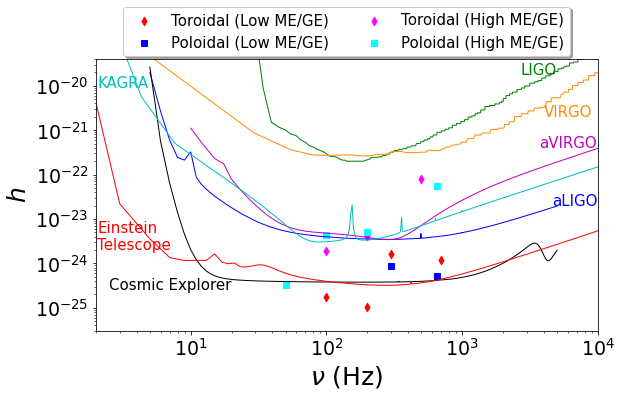 Toroidal (Low ME/GE) Toroidal (High ME/GE)
Poloidal (Low ME/GE) Poloidal (High ME/GE)
10⁻²⁰
10⁻²¹
10⁻²²
10⁻²³
10⁻²⁴
10⁻²⁵
h
KAGRA
LIGO
VIRGO
aVIRGO
aLIGO
Einstein
Telescope
Cosmic Explorer
10¹ 10² 10³ 10⁴
ν (Hz)